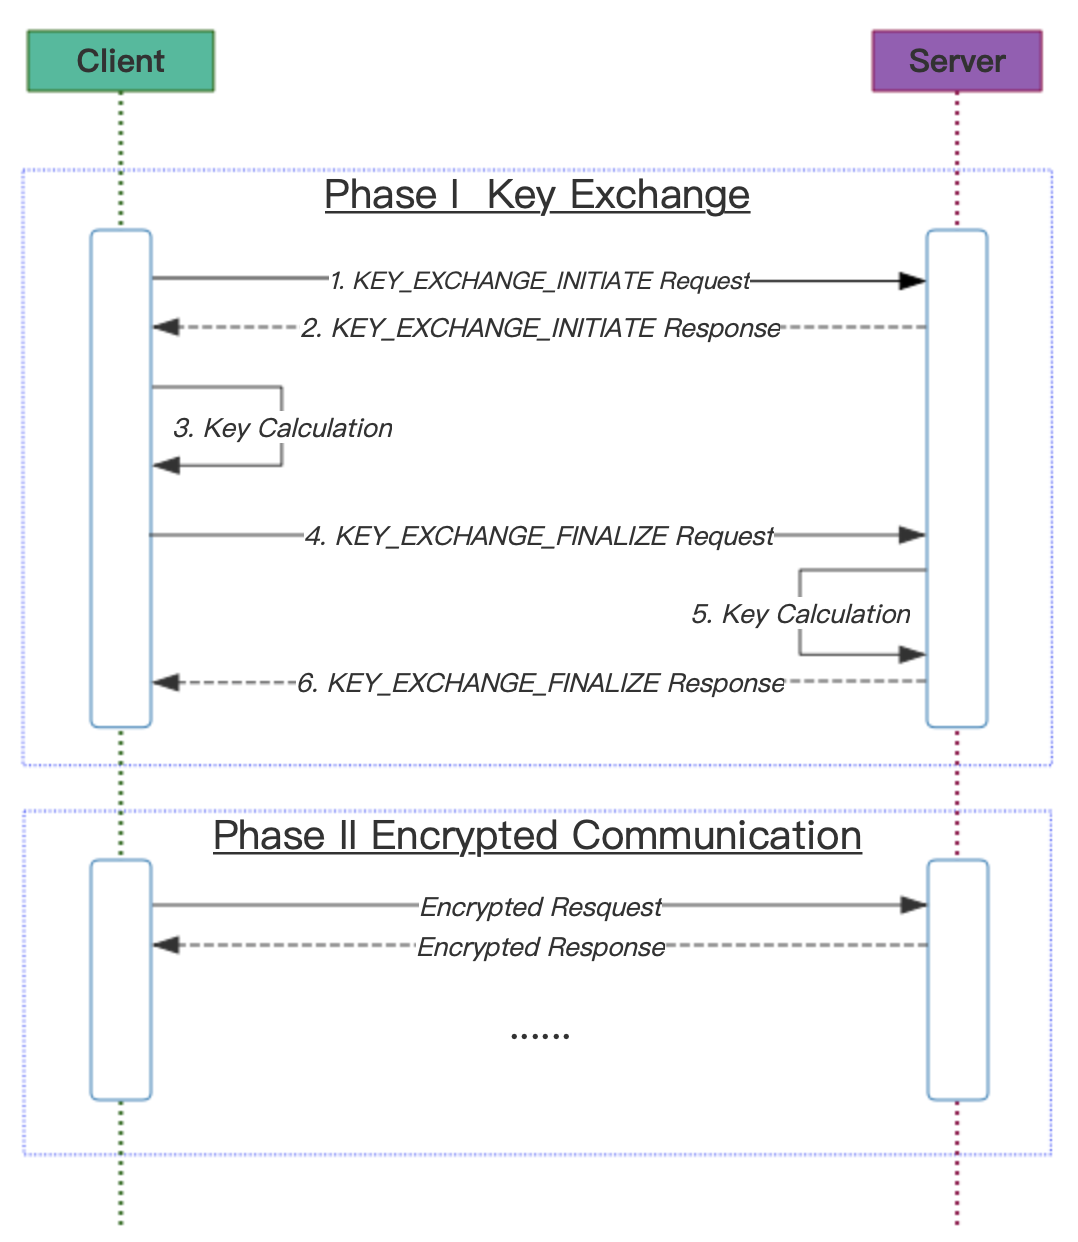 Client
Server
Phase I  Key Exchange
1. KEY_EXCHANGE_INITIATE Request
2. KEY_EXCHANGE_INITIATE Response
3. Key Calculation
4. KEY_EXCHANGE_FINALIZE Request
5. Key Calculation
6. KEY_EXCHANGE_FINALIZE Response
Phase II Encrypted Communication
Encrypted Resquest
Encrypted Response
......